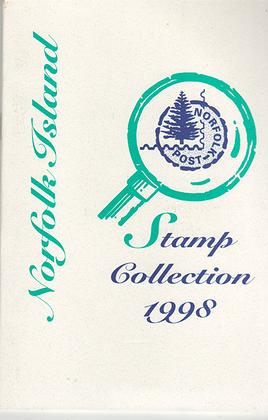 Norfolk Island
NORFOLK
POST
Stamp
Collection
1998